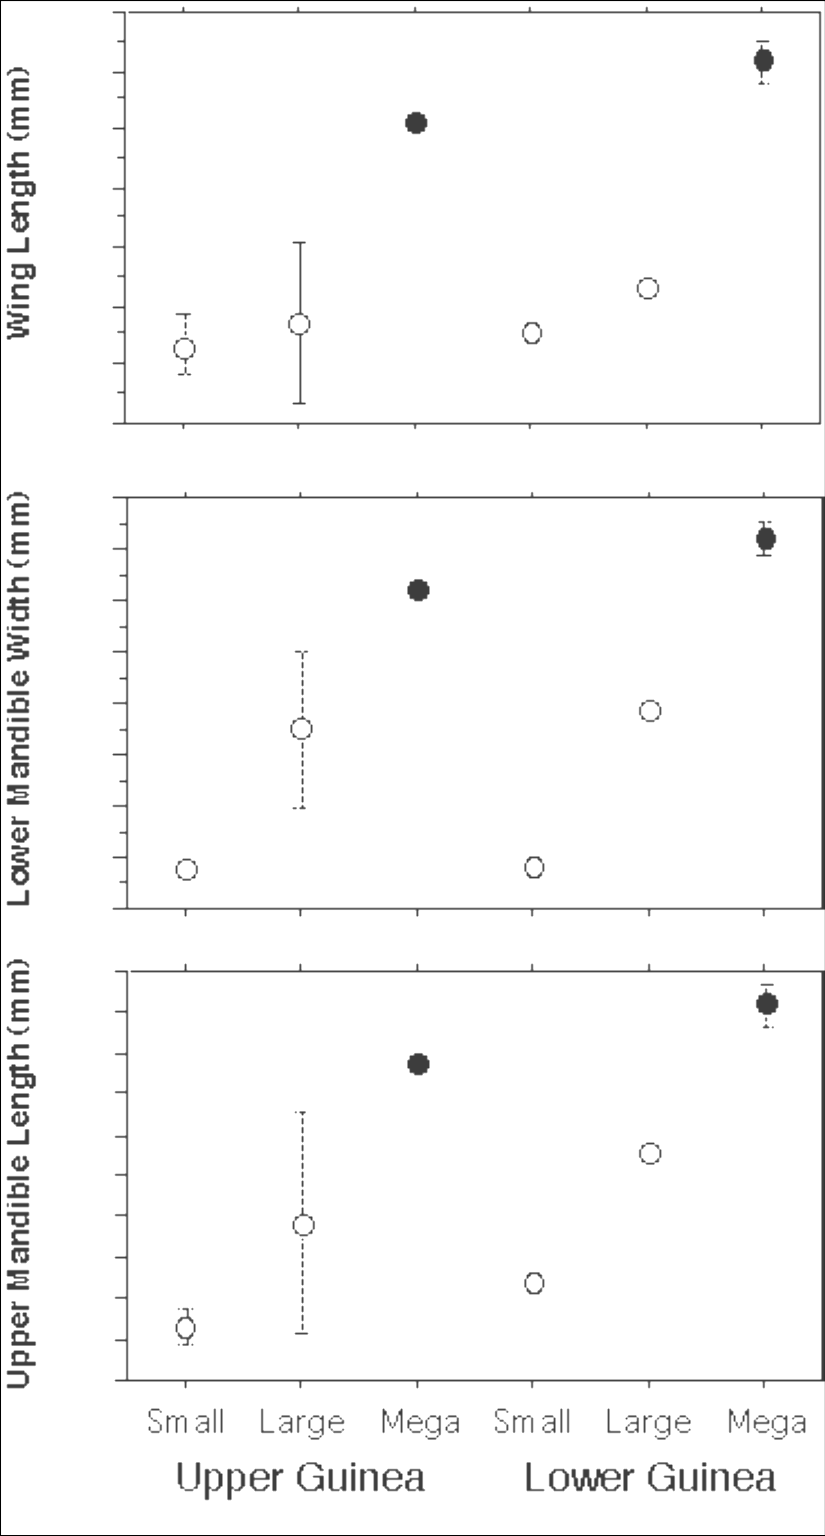 Wing Length (mm)
Lower Mandible Width (mm)
Upper Mandible Length (mm)
Small Large Mega Small Large Mega
Upper Guinea Lower Guinea